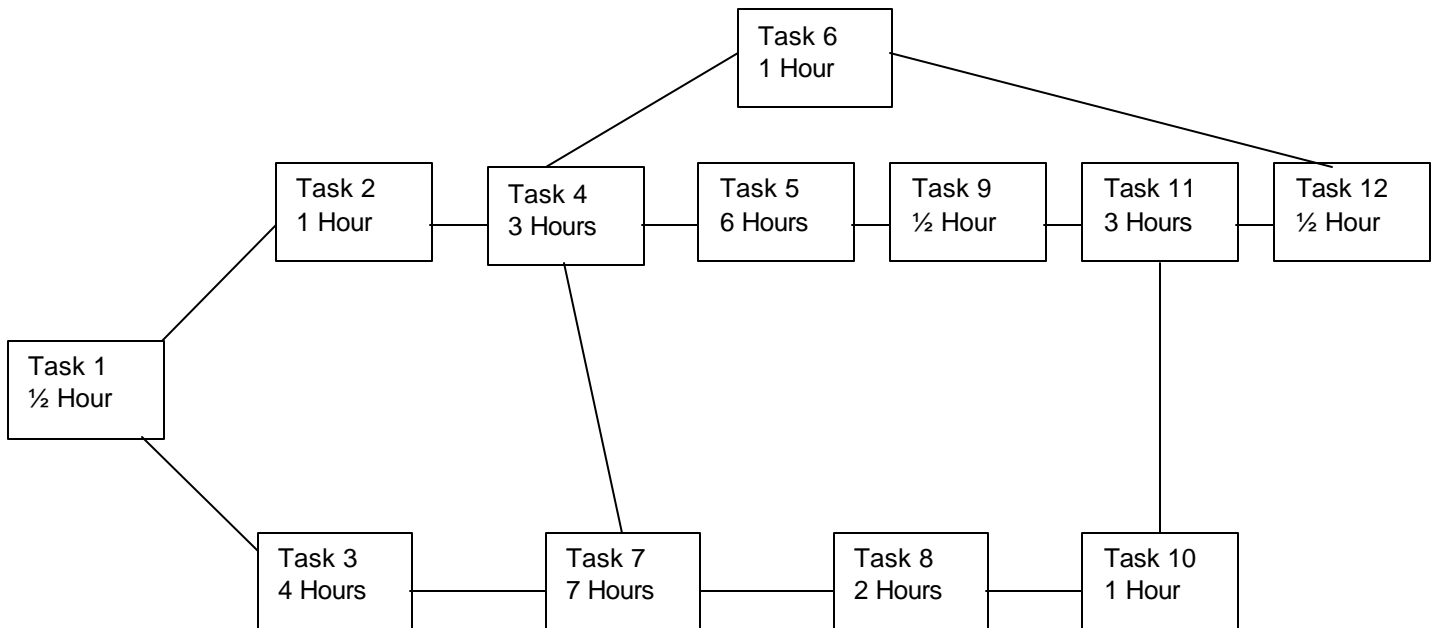 Task 6
1 Hour
Task 2
1 Hour
Task 4
3 Hours
Task 5
6 Hours
Task 9
½ Hour
Task 11
3 Hours
Task 12
½ Hour
Task 1
½ Hour
Task 3
4 Hours
Task 7
7 Hours
Task 8
2 Hours
Task 10
1 Hour